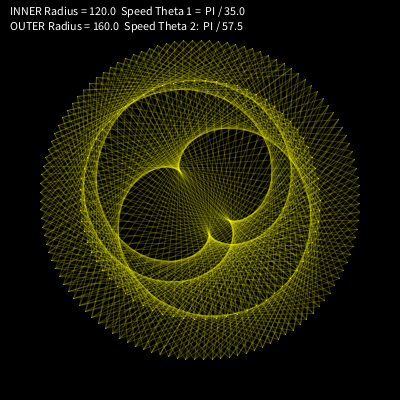 INNER Radius = 120.0  Speed Theta 1 =  PI / 35.0
OUTER Radius = 160.0  Speed Theta 2:  PI / 57.5